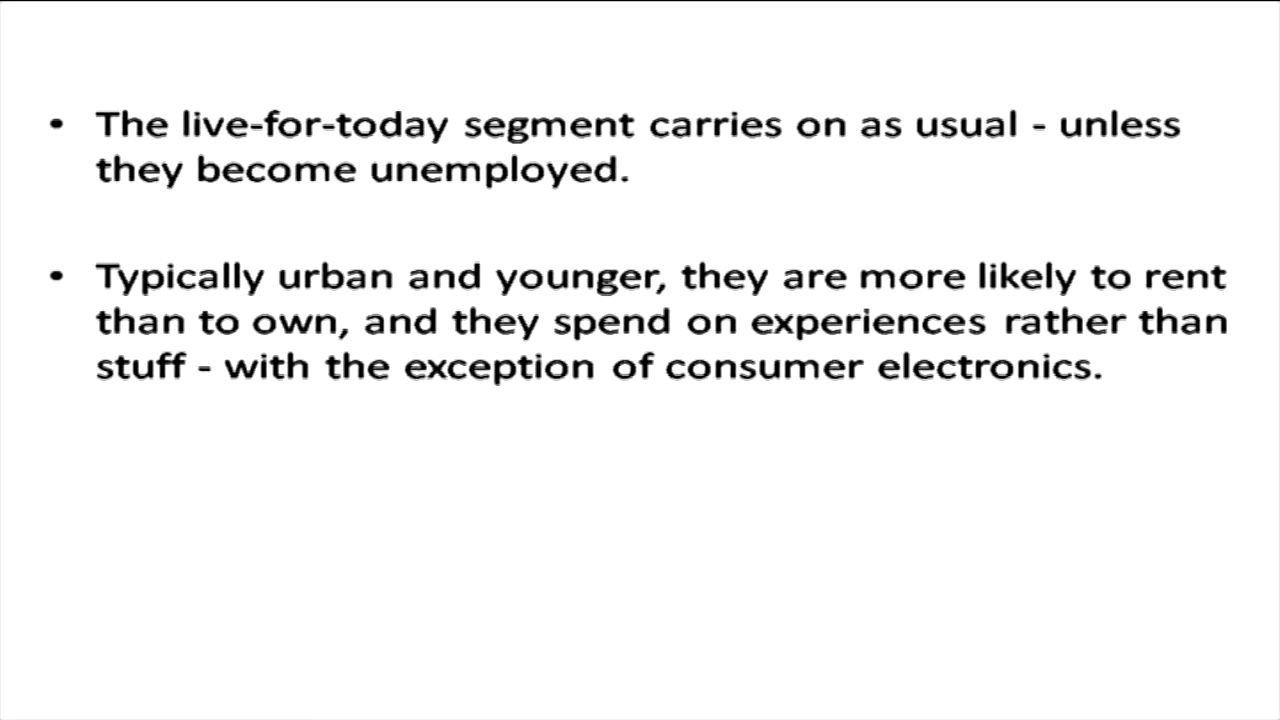 • The live-for-today segment carries on as usual - unless
they become unemployed.
• Typically urban and younger, they are more likely to rent
than to own, and they spend on experiences rather than
stuff - with the exception of consumer electronics.